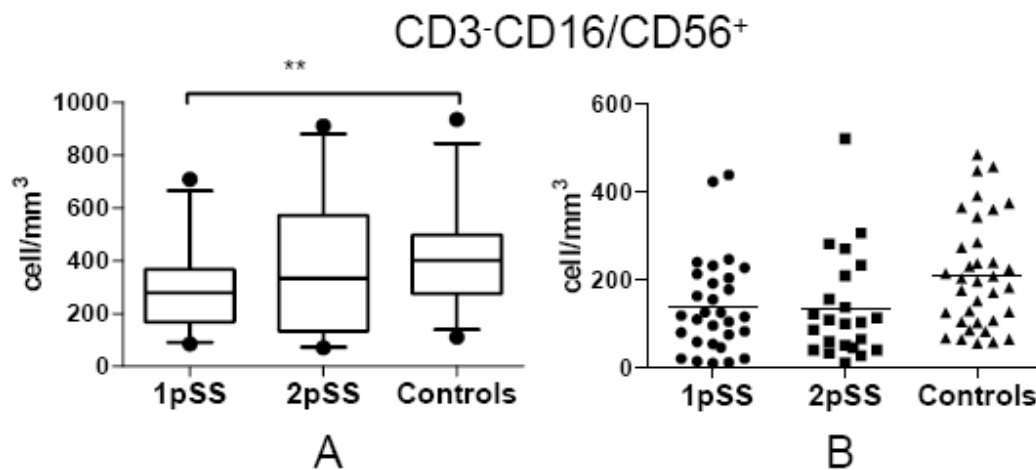 CD3-CD16/CD56+
**
1000
800
600
400
200
0
cell/mm³
1pSS
2pSS
Controls
A
600
400
200
0
cell/mm³
1pSS
2pSS
Controls
B